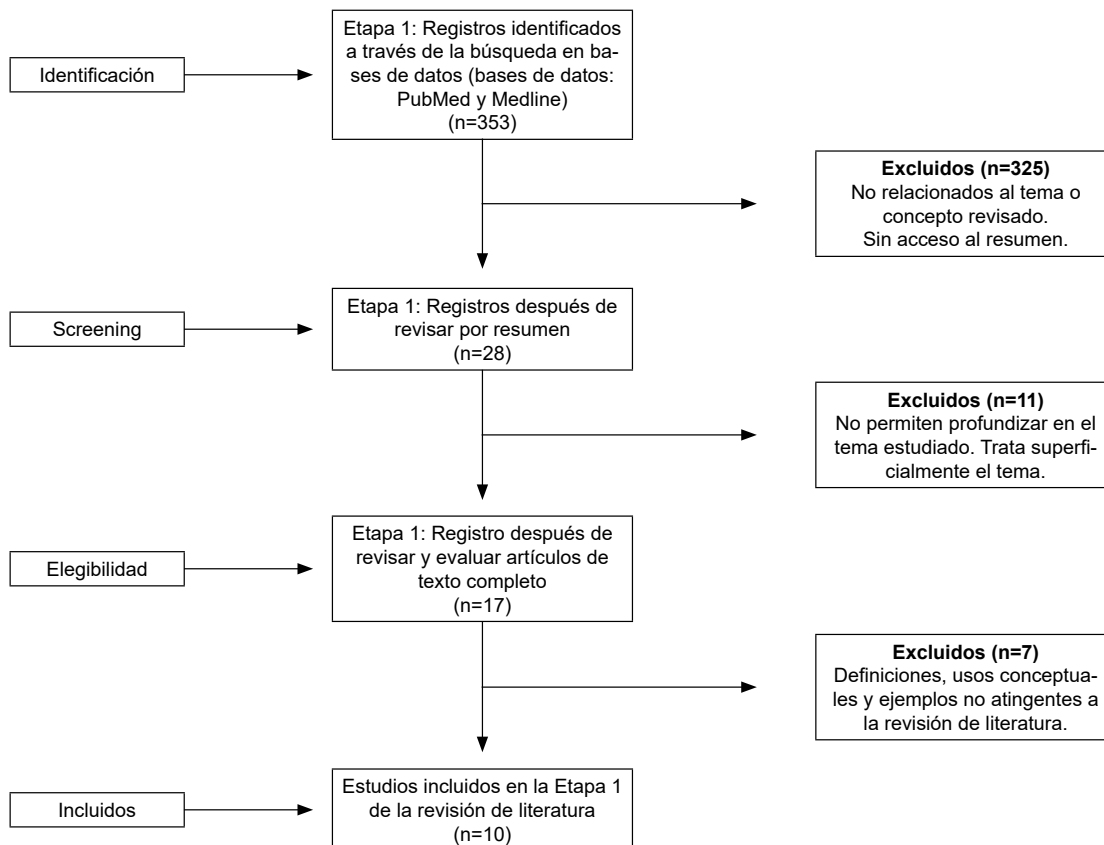 Identificación
Etapa 1: Registros identificados
a través de la búsqueda en ba-
ses de datos (bases de datos:
PubMed y Medline)
(n=353)
Excluidos (n=325)
No relacionados al tema o
concepto revisado.
Sin acceso al resumen.
Screening
Etapa 1: Registros después de
revisar por resumen
(n=28)
Excluidos (n=11)
No permiten profundizar en el
tema estudiado. Trata superfi-
cialmente el tema.
Elegibilidad
Etapa 1: Registro después de
revisar y evaluar artículos de
texto completo
(n=17)
Excluidos (n=7)
Definiciones, usos conceptua-
les y ejemplos no atingentes a
la revisión de literatura.
Incluidos
Estudios incluidos en la Etapa 1
de la revisión de literatura
(n=10)